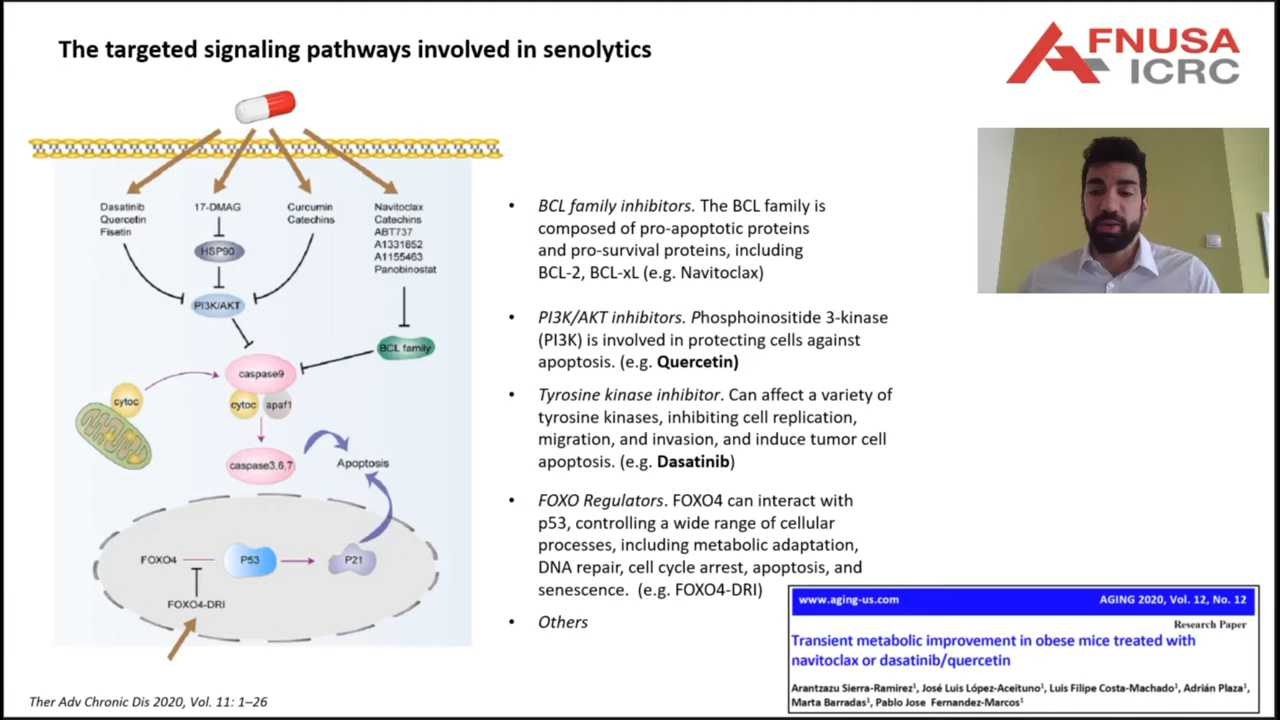 The targeted signaling pathways involved in senolytics
FNUSA
ICRC
Dasatinib
Quercetin
Fisetin
17-DMAG
Curcumin
Catechins
Navitoclax
Catechins
ABT737
A1331852
A1155463
Panobinostat
HSP90
PI3K/AKT
BCL family
caspase9
cytoc
cytoc
apaf1
caspase3,6,7
Apoptosis
FOXO4
P53
P21
FOXO4-DRI
• BCL family inhibitors. The BCL family is
composed of pro-apoptotic proteins
and pro-survival proteins, including
BCL-2, BCL-xL (e.g. Navitoclax)
• PI3K/AKT inhibitors. Phosphoinositide 3-kinase
(PI3K) is involved in protecting cells against
apoptosis. (e.g. Quercetin)
• Tyrosine kinase inhibitor. Can affect a variety of
tyrosine kinases, inhibiting cell replication,
migration, and invasion, and induce tumor cell
apoptosis. (e.g. Dasatinib)
• FOXO Regulators. FOXO4 can interact with
p53, controlling a wide range of cellular
processes, including metabolic adaptation,
DNA repair, cell cycle arrest, apoptosis, and
senescence. (e.g. FOXO4-DRI)
• Others
www.aging-us.com AGING 2020, Vol. 12, No. 12
Research Paper
Transient metabolic improvement in obese mice treated with
navitoclax or dasatinib/quercetin
Arantzazu Sierra-Ramirez¹, José Luis López-Aceituno¹, Luis Filipe Costa-Machado¹, Adrián Plaza¹,
Marta Barradas¹, Pablo Jose Fernandez-Marcos¹
Ther Adv Chronic Dis 2020, Vol. 11: 1–26